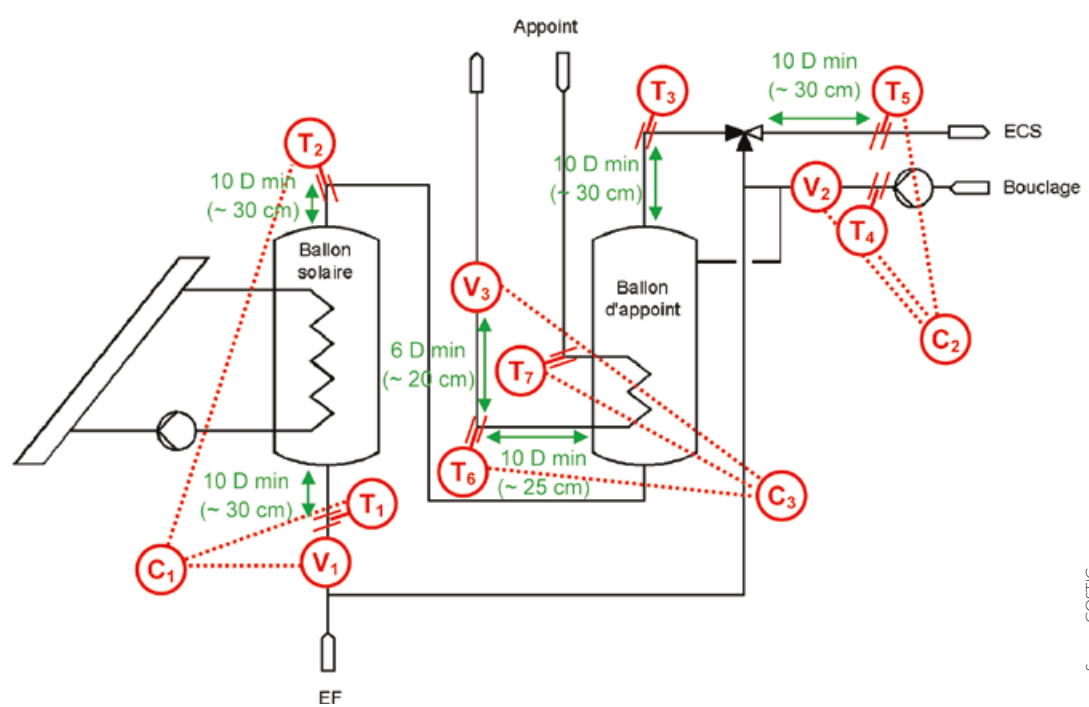 Appoint
10 D min
(~ 30 cm)
T3
T5
ECS
T2
10 D min
(~ 30 cm)
10 D min
(~ 30 cm)
V2
Bouclage
T4
Ballon
solaire
V3
Ballon
d'appoint
C2
6 D min
(~ 20 cm)
T7
10 D min
(~ 25 cm)
T6
10 D min
(~ 30 cm)
T1
C3
C1
V1
EF
COSTIC